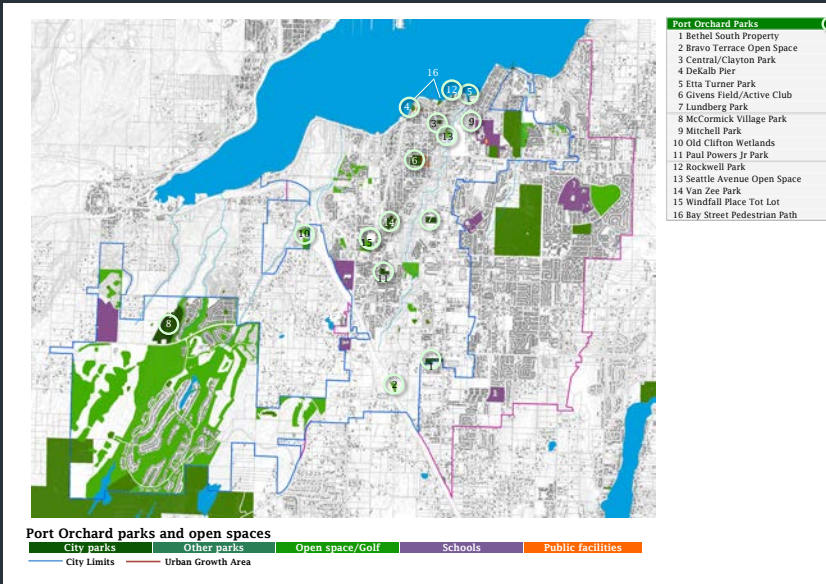 Port Orchard Parks
1 Bethel South Property
2 Bravo Terrace Open Space
3 Central/Clayton Park
4 DeKalb Pier
5 Etta Turner Park
6 Givens Field/Active Club
7 Lundberg Park
8 McCormick Village Park
9 Mitchell Park
10 Old Clifton Wetlands
11 Paul Powers Jr Park
12 Rockwell Park
13 Seattle Avenue Open Space
14 Van Zee Park
15 Windfall Place Tot Lot
16 Bay Street Pedestrian Path
16
12
5
4
3
9
13
6
14
7
10
15
11
8
1
2
Port Orchard parks and open spaces
City parks
Other parks
Open space/Golf
Schools
Public facilities
City Limits
Urban Growth Area